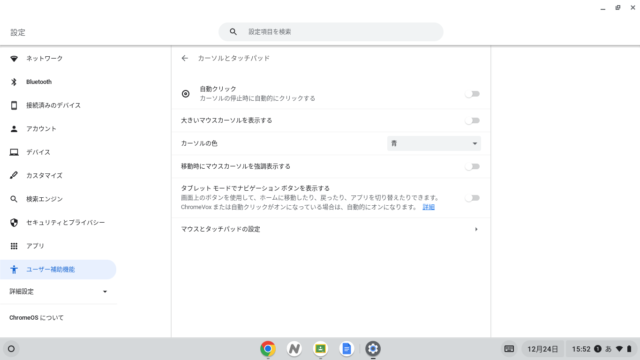 設定
設定項目を検索
ネットワーク
Bluetooth
接続済みのデバイス
アカウント
デバイス
カスタマイズ
検索エンジン
セキュリティとプライバシー
アプリ
ユーザー補助機能
詳細設定
ChromeOS について
カーソルとタッチパッド
自動クリック
カーソルの停止時に自動的にクリックする
大きいマウスカーソルを表示する
カーソルの色
青
移動時にマウスカーソルを強調表示する
タブレット モードでナビゲーション ボタンを表示する
画面上のボタンを使用して、ホームに移動したり、戻ったり、アプリを切り替えたりできます。
ChromeVox または自動クリックがオンになっている場合は、自動的にオンになります。 詳細
マウスとタッチパッドの設定
12月24日
15:52
あ